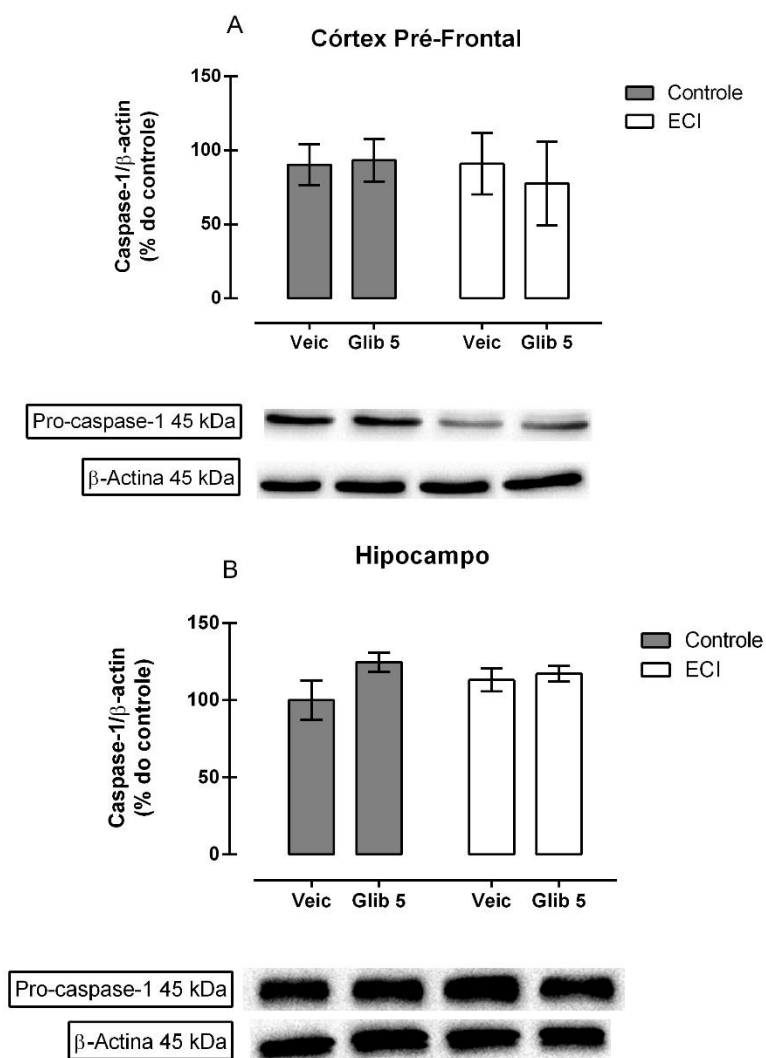 A
Córtex Pré-Frontal
Caspase-1/β-actin
(% do controle)
150
100
50
0
Controle
ECI
Veic Glib 5 Veic Glib 5
Pro-caspase-1 45 kDa
β-Actina 45 kDa
B
Hipocampo
Caspase-1/β-actin
(% do controle)
150
100
50
0
Controle
ECI
Veic Glib 5 Veic Glib 5
Pro-caspase-1 45 kDa
β-Actina 45 kDa